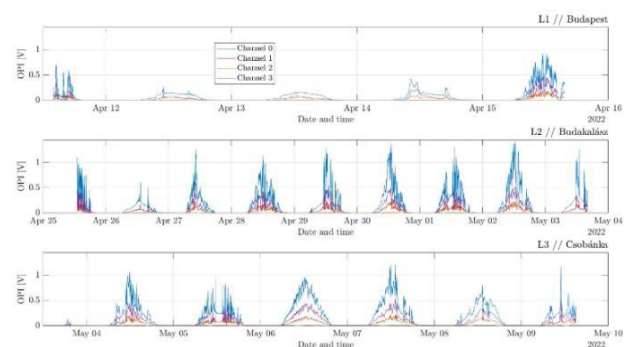 L1 // Budapest
OPI [V]
1
0.5
0
Channel 0
Channel 1
Channel 2
Channel 3
Apr 12 Apr 13 Apr 14 Apr 15 Apr 16
Date and time 2022
L2 // Budakalász
OPI [V]
1
0.5
0
Apr 25 Apr 26 Apr 27 Apr 28 Apr 29 Apr 30 May 01 May 02 May 03 May 04
Date and time 2022
L3 // Csobánka
OPI [V]
1
0.5
0
May 04 May 05 May 06 May 07 May 08 May 09 May 10
Date and time 2022